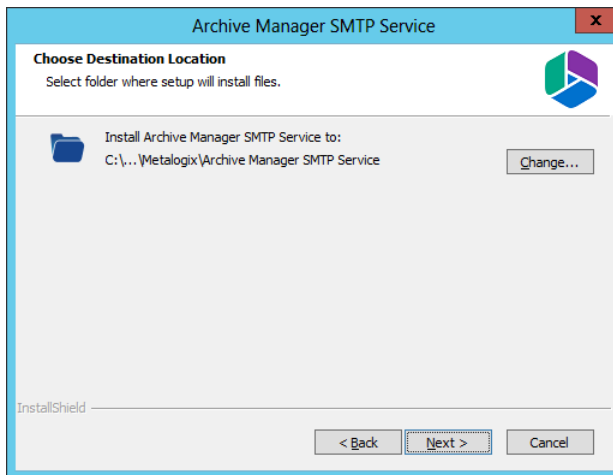 Archive Manager SMTP Service
x
Choose Destination Location
Select folder where setup will install files.
Install Archive Manager SMTP Service to:
C:\...\Metalogix\Archive Manager SMTP Service
Change...
InstallShield
< Back
Next >
Cancel